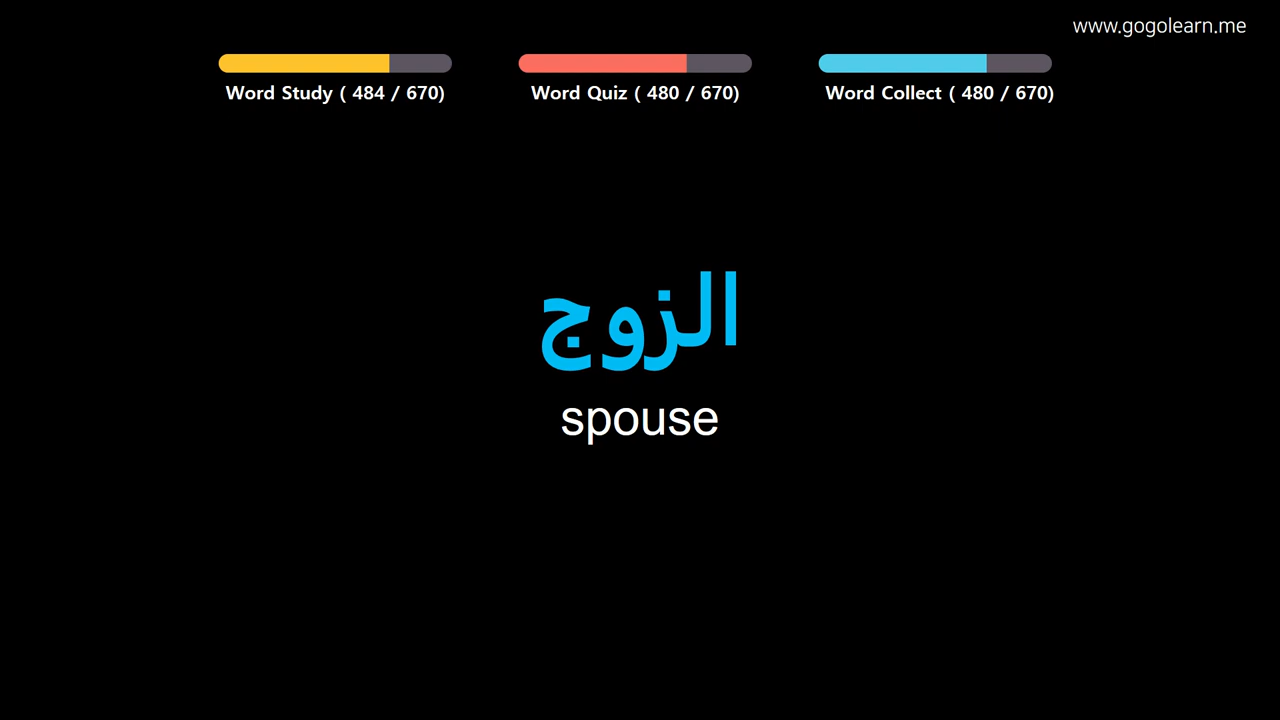 www.gogolearn.me
Word Study ( 484 / 670)
Word Quiz ( 480 / 670)
Word Collect ( 480 / 670)
الزوج
spouse